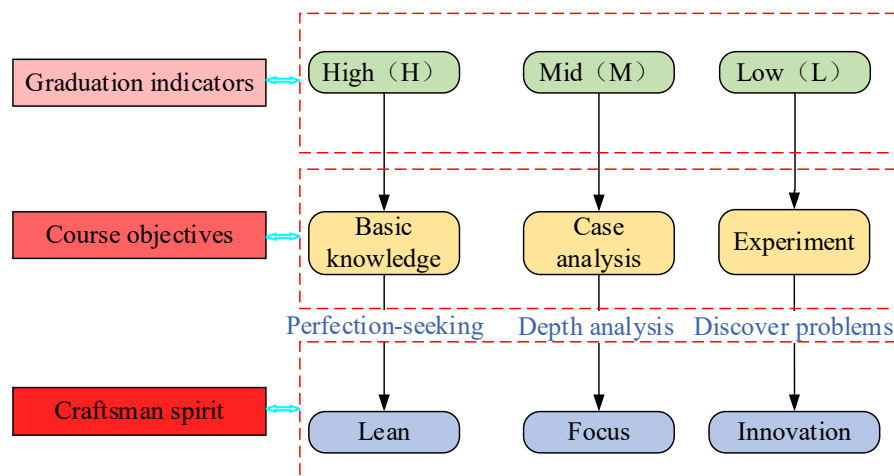 Graduation indicators
High（H）
Mid（M）
Low（L）
Course objectives
Basic
knowledge
Case
analysis
Experiment
Perfection-seeking
Depth analysis
Discover problems
Craftsman spirit
Lean
Focus
Innovation